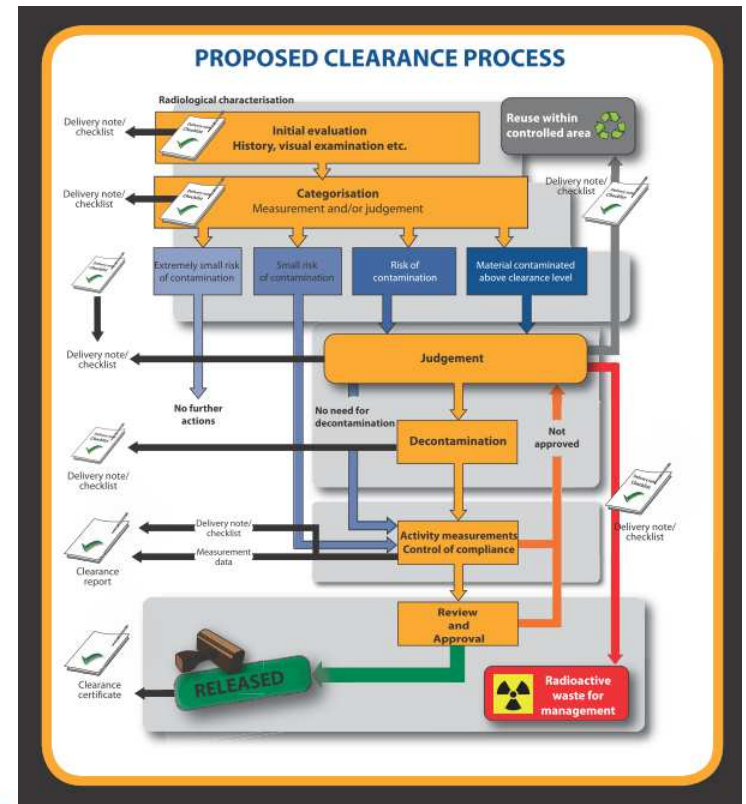 PROPOSED CLEARANCE PROCESS
Radiological characterisation
Delivery note/
checklist
Initial evaluation
History, visual examination etc.
Reuse within
controlled area
Delivery note/
checklist
Categorisation
Measurement and/or judgement
Delivery note/
checklist
Extremely small risk
of contamination
Small risk
of contamination
Risk of
contamination
Material contaminated
above clearance level
Delivery note/
checklist
Judgement
No further
actions
No need for
decontamination
Not
approved
Decontamination
Delivery note/
checklist
Delivery note/
checklist
Delivery note/
checklist
Measurement
data
Activity measurements
Control of compliance
Clearance
report
Review
and
Approval
RELEASED
Clearance
certificate
Radioactive
waste for
management